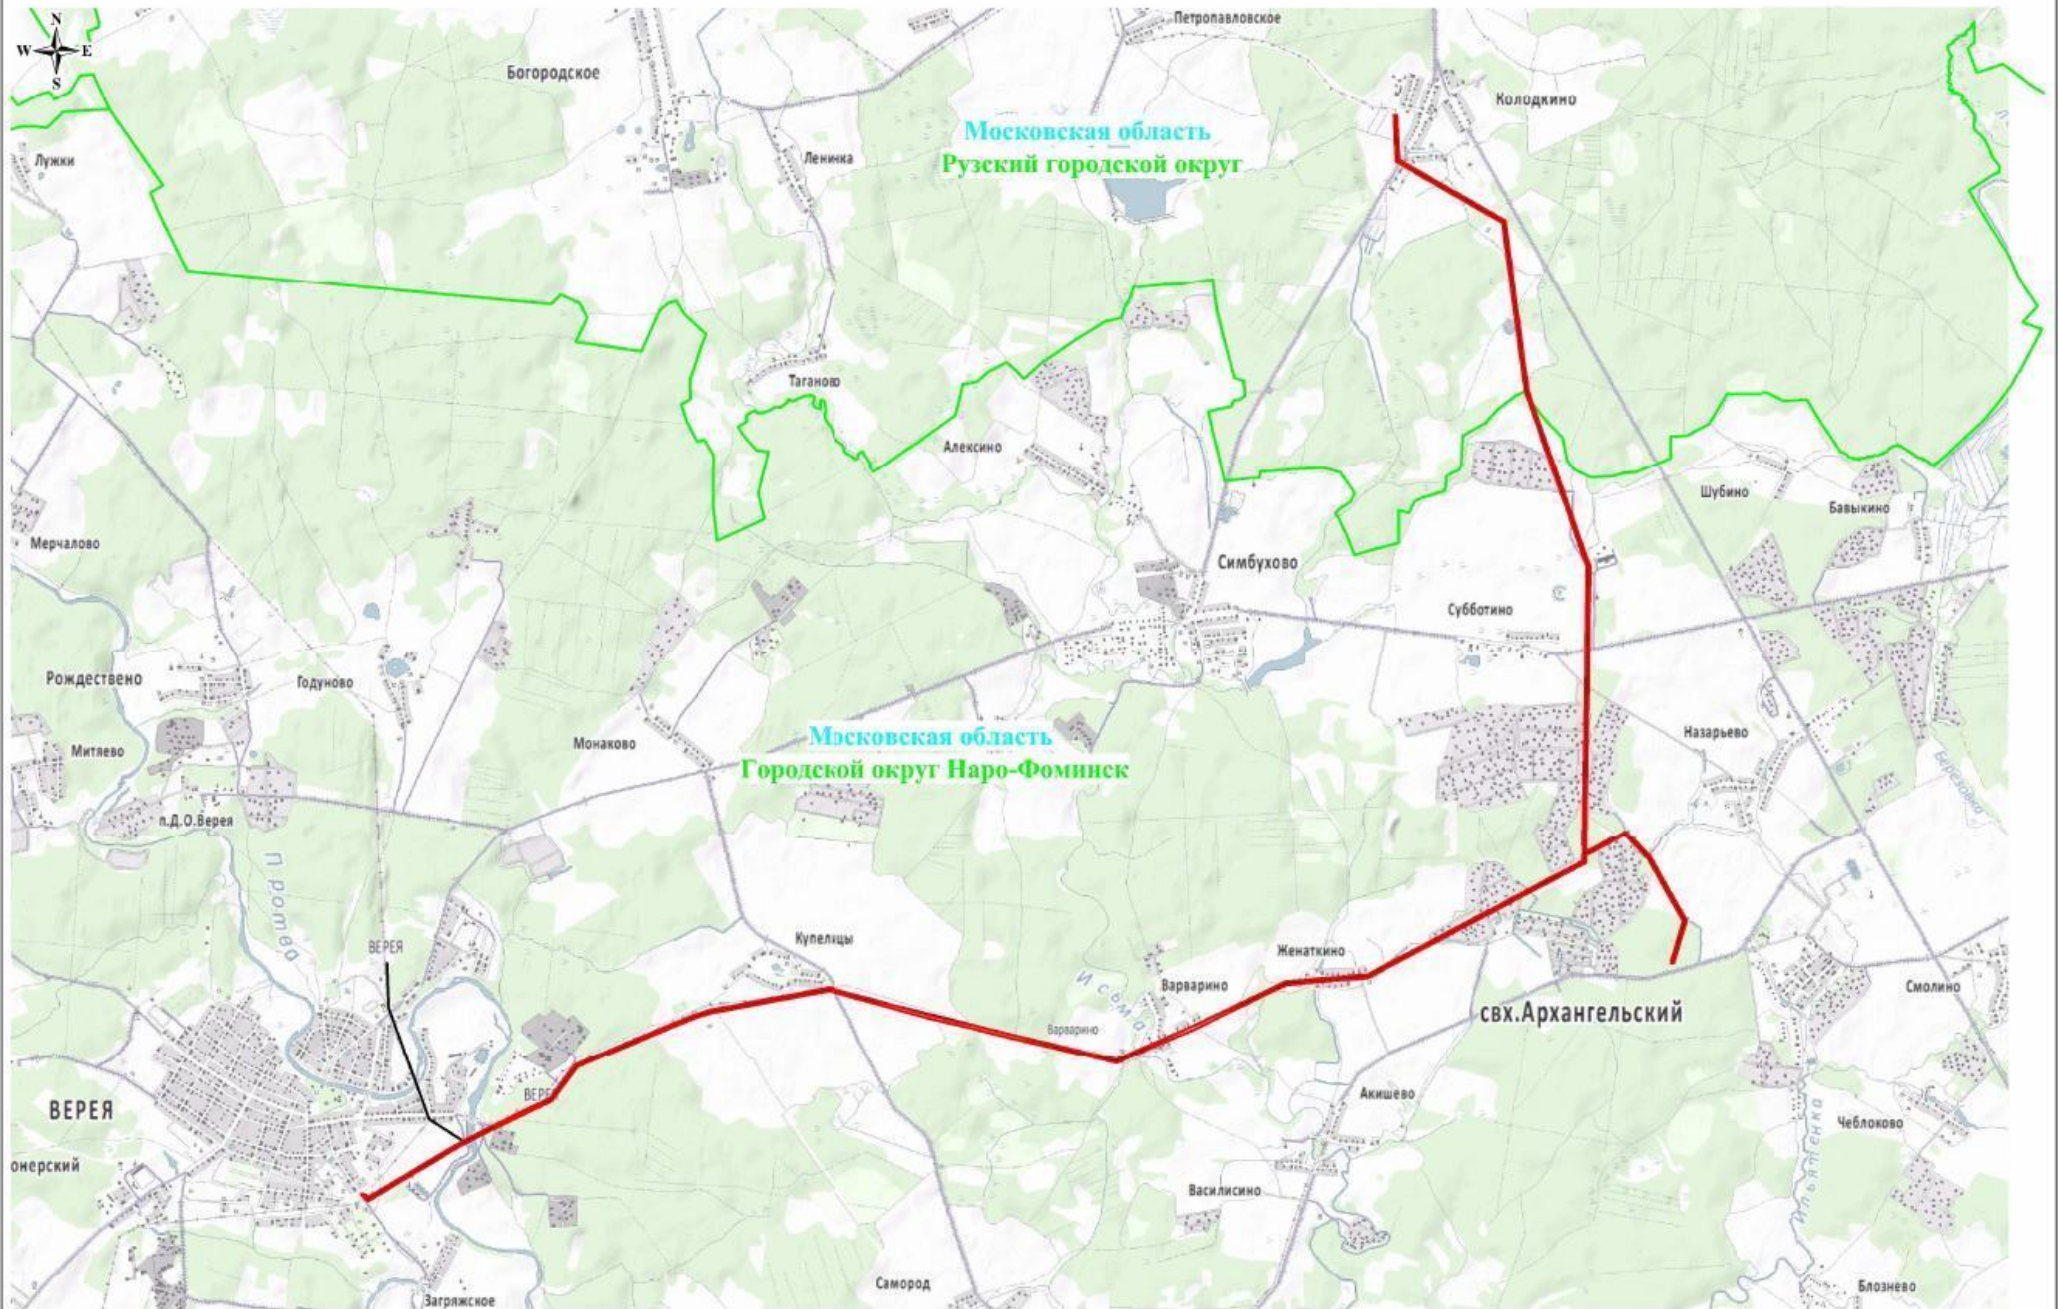 N
W E
S
Петропавловское
Богородское
Колодкино
Московская область
Рузский городской округ
Лужки
Ленинка
Таганово
Алексино
Шубино
Бавыкино
Мерчалово
Симбухово
Субботино
Рождествено
Годуново
Назарьево
Митяево
Монаково
Московская область
Городской округ Наро-Фоминск
п.Д.О.Верея
Протва
ВЕРЕЯ
Купелицы
Женаткино
Исьма
Варварино
Смолино
свх.Архангельский
Варварино
ВЕРЕЯ
Акишево
ВЕРЕЯ
Чеблоково
Ильятенка
онерский
Василисино
Самород
Блознево
Загряжское